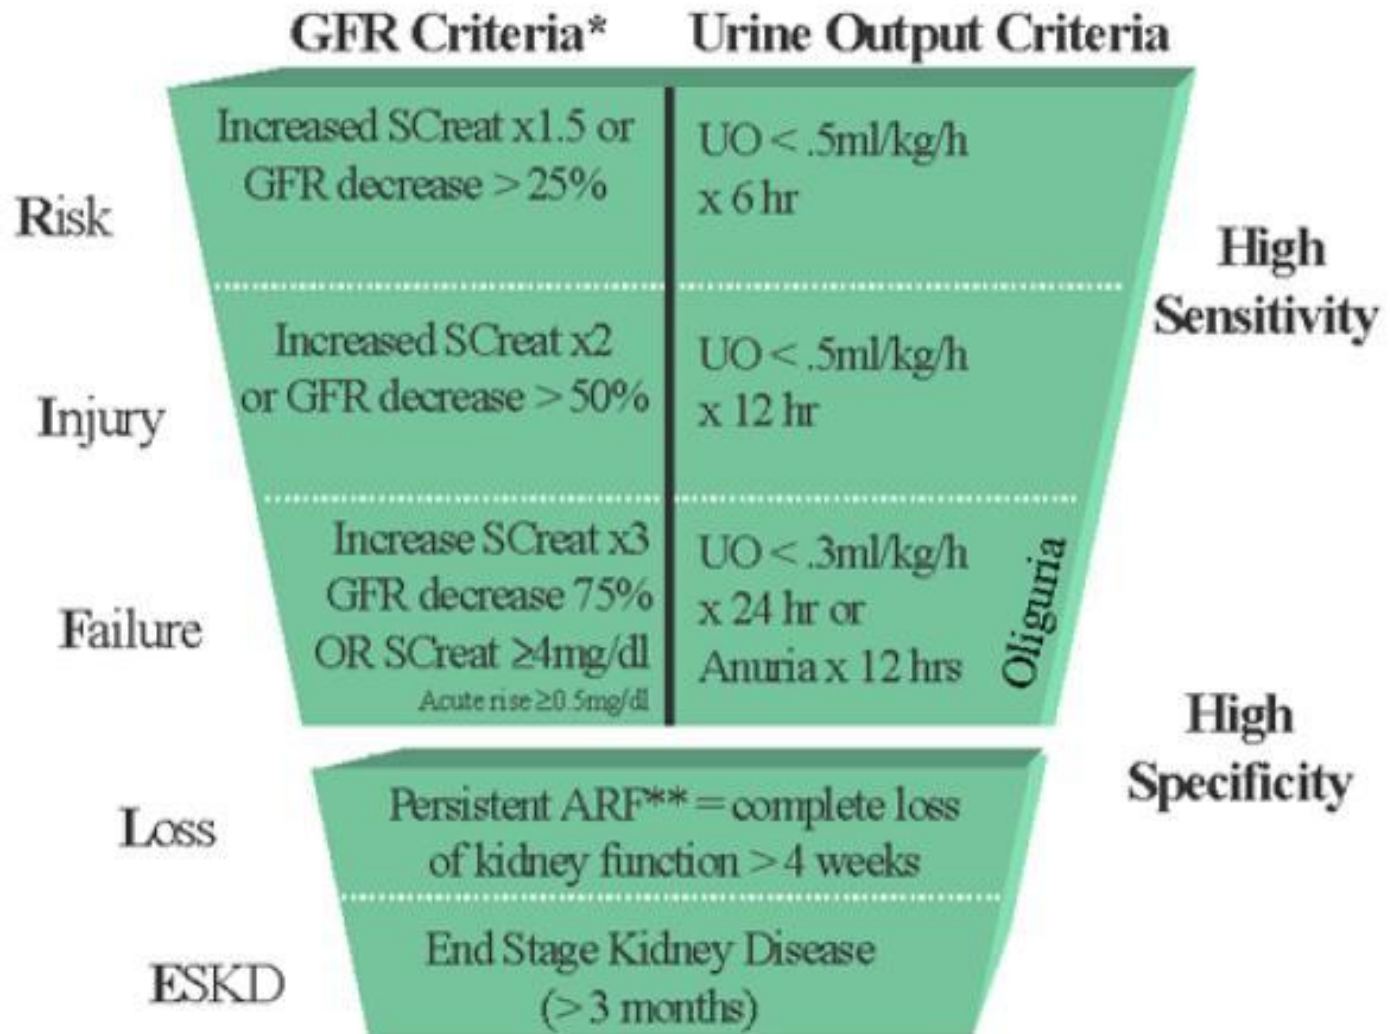 GFR Criteria* Urine Output Criteria
Risk
Increased SCreat x1.5 or
GFR decrease > 25%
UO < .5ml/kg/h
x 6 hr
High
Sensitivity
Injury
Increased SCreat x2
or GFR decrease > 50%
UO < .5ml/kg/h
x 12 hr
Failure
Increase SCreat x3
GFR decrease 75%
OR SCreat ≥4mg/dl
Acute rise ≥0.5mg/dl
UO < .3ml/kg/h
x 24 hr or
Anuria x 12 hrs
Oliguria
High
Specificity
Loss
Persistent ARF** = complete loss
of kidney function > 4 weeks
ESKD
End Stage Kidney Disease
(> 3 months)